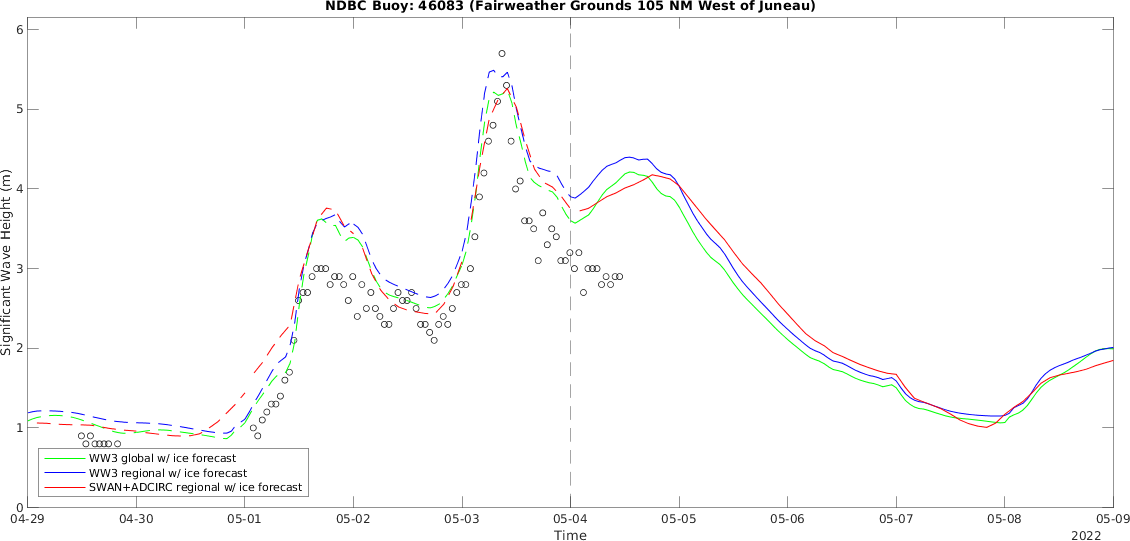 NDBC Buoy: 46083 (Fairweather Grounds 105 NM West of Juneau)
Significant Wave Height (m)
6
5
4
3
2
1
0
WW3 global w/ ice forecast
WW3 regional w/ ice forecast
SWAN+ADCIRC regional w/ ice forecast
04-29 04-30 05-01 05-02 05-03 05-04 05-05 05-06 05-07 05-08 05-09
Time
2022